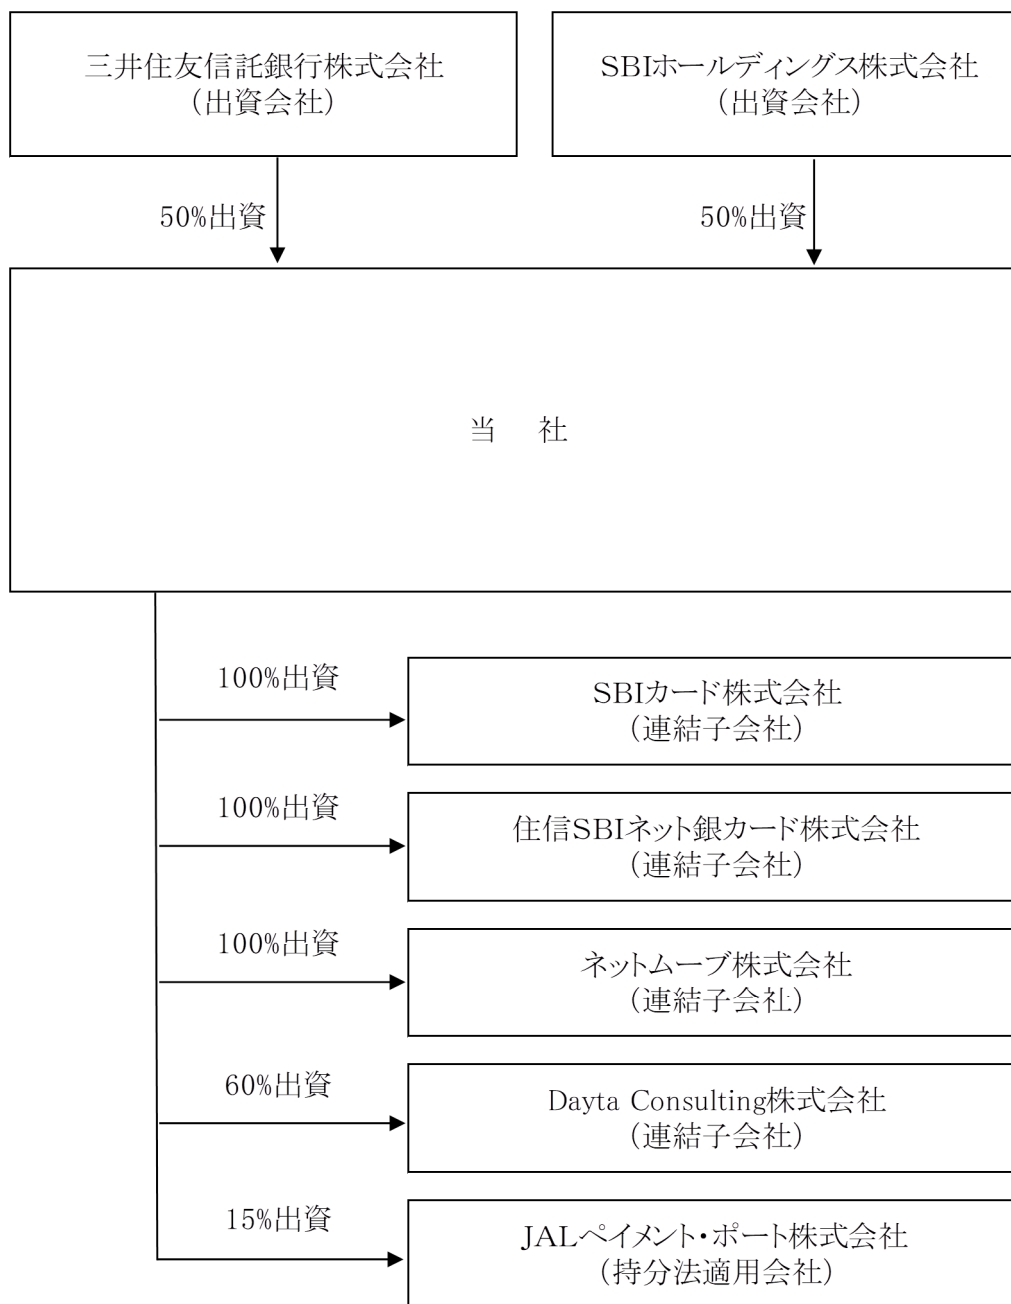 三井住友信託銀行株式会社
(出資会社)
SBIホールディングス株式会社
(出資会社)
50%出資
50%出資
当　社
100%出資
SBIカード株式会社
(連結子会社)
100%出資
住信SBIネット銀カード株式会社
(連結子会社)
100%出資
ネットムーブ株式会社
(連結子会社)
60%出資
Dayta Consulting株式会社
(連結子会社)
15%出資
JALペイメント・ポート株式会社
(持分法適用会社)